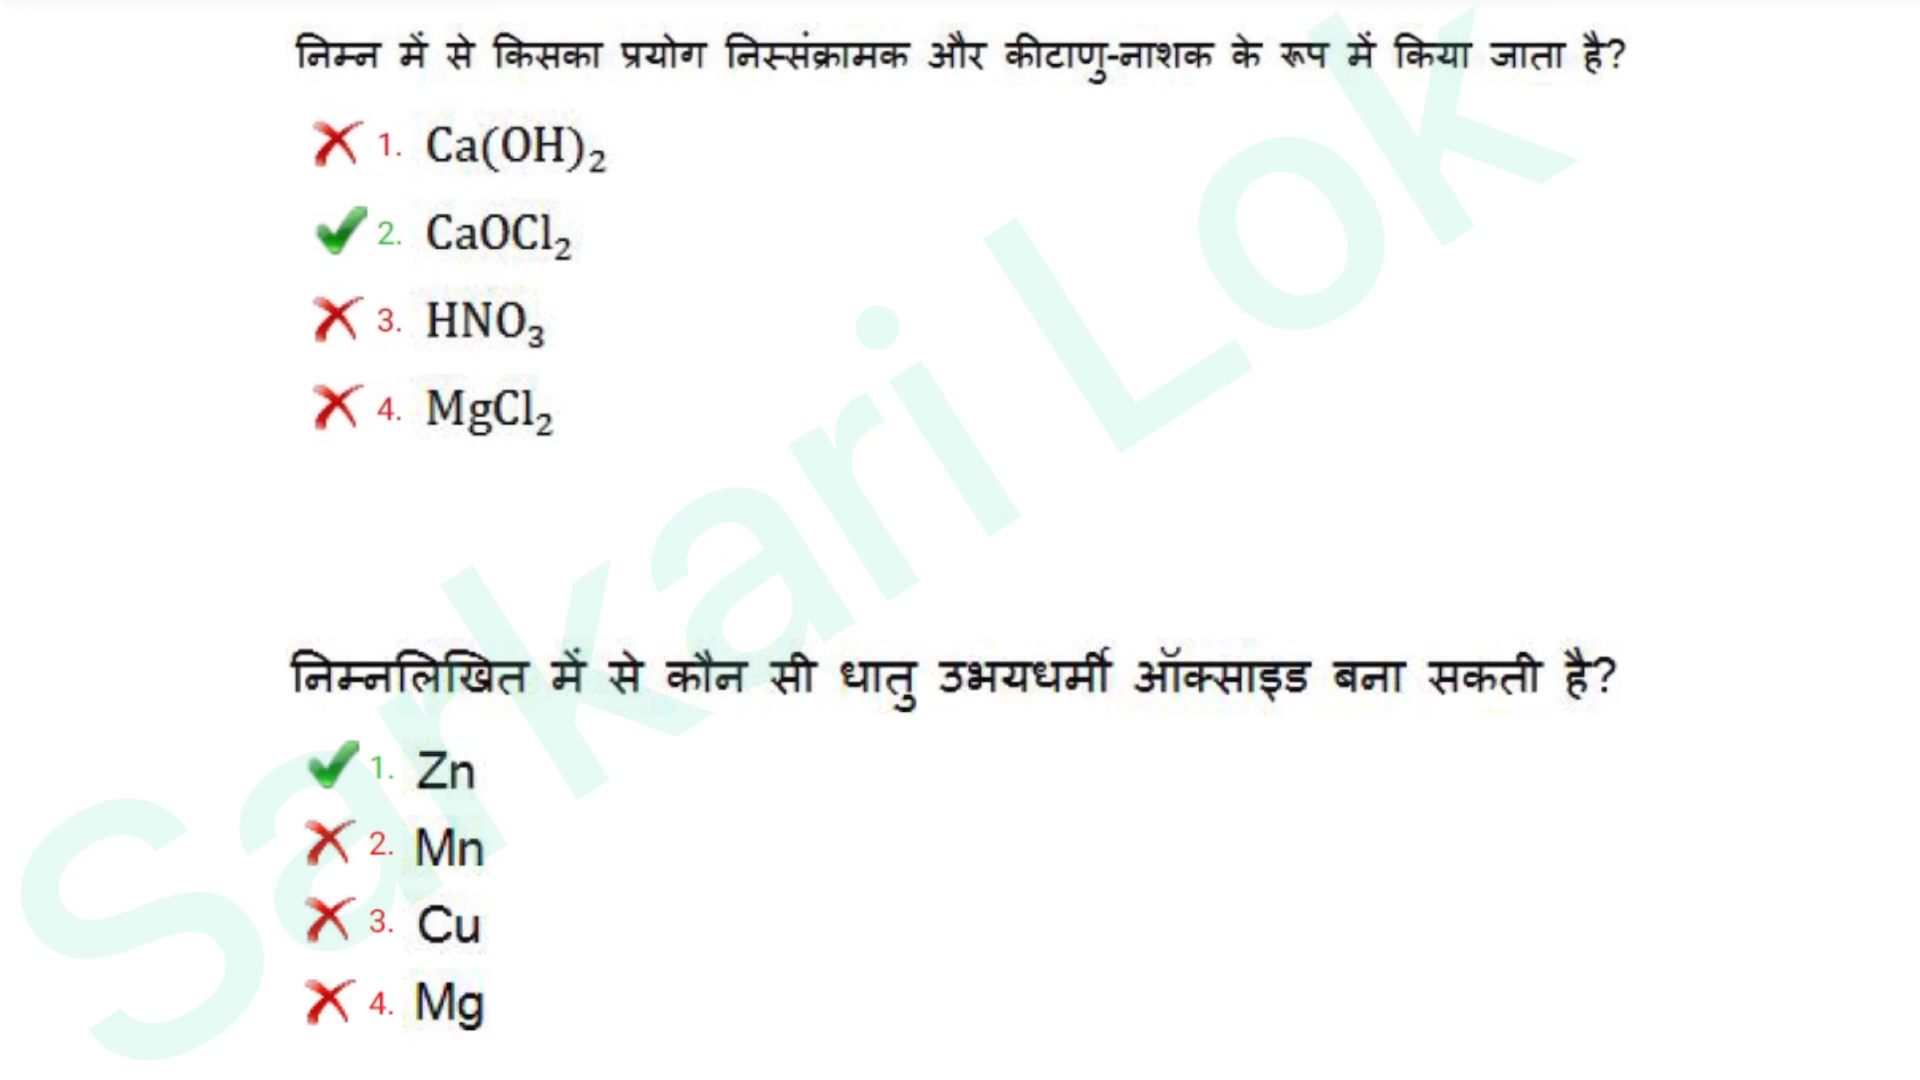 निम्न में से किसका प्रयोग निस्संक्रामक और कीटाणु-नाशक के रूप में किया जाता है?
1. Ca(OH)₂
2. CaOCl₂
3. HNO₃
4. MgCl₂
निम्नलिखित में से कौन सी धातु उभयधर्मी ऑक्साइड बना सकती है?
1. Zn
2. Mn
3. Cu
4. Mg
Sarkari Lok